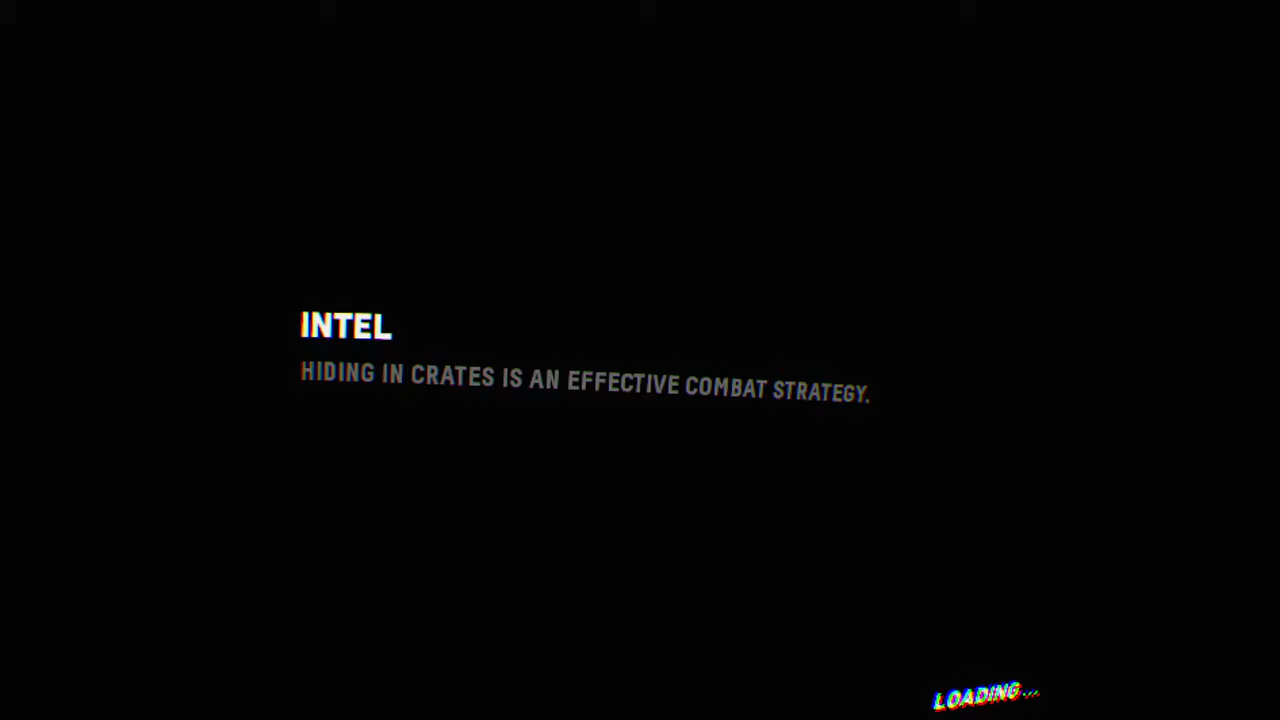 INTEL
HIDING IN CRATES IS AN EFFECTIVE COMBAT STRATEGY.
LOADING...